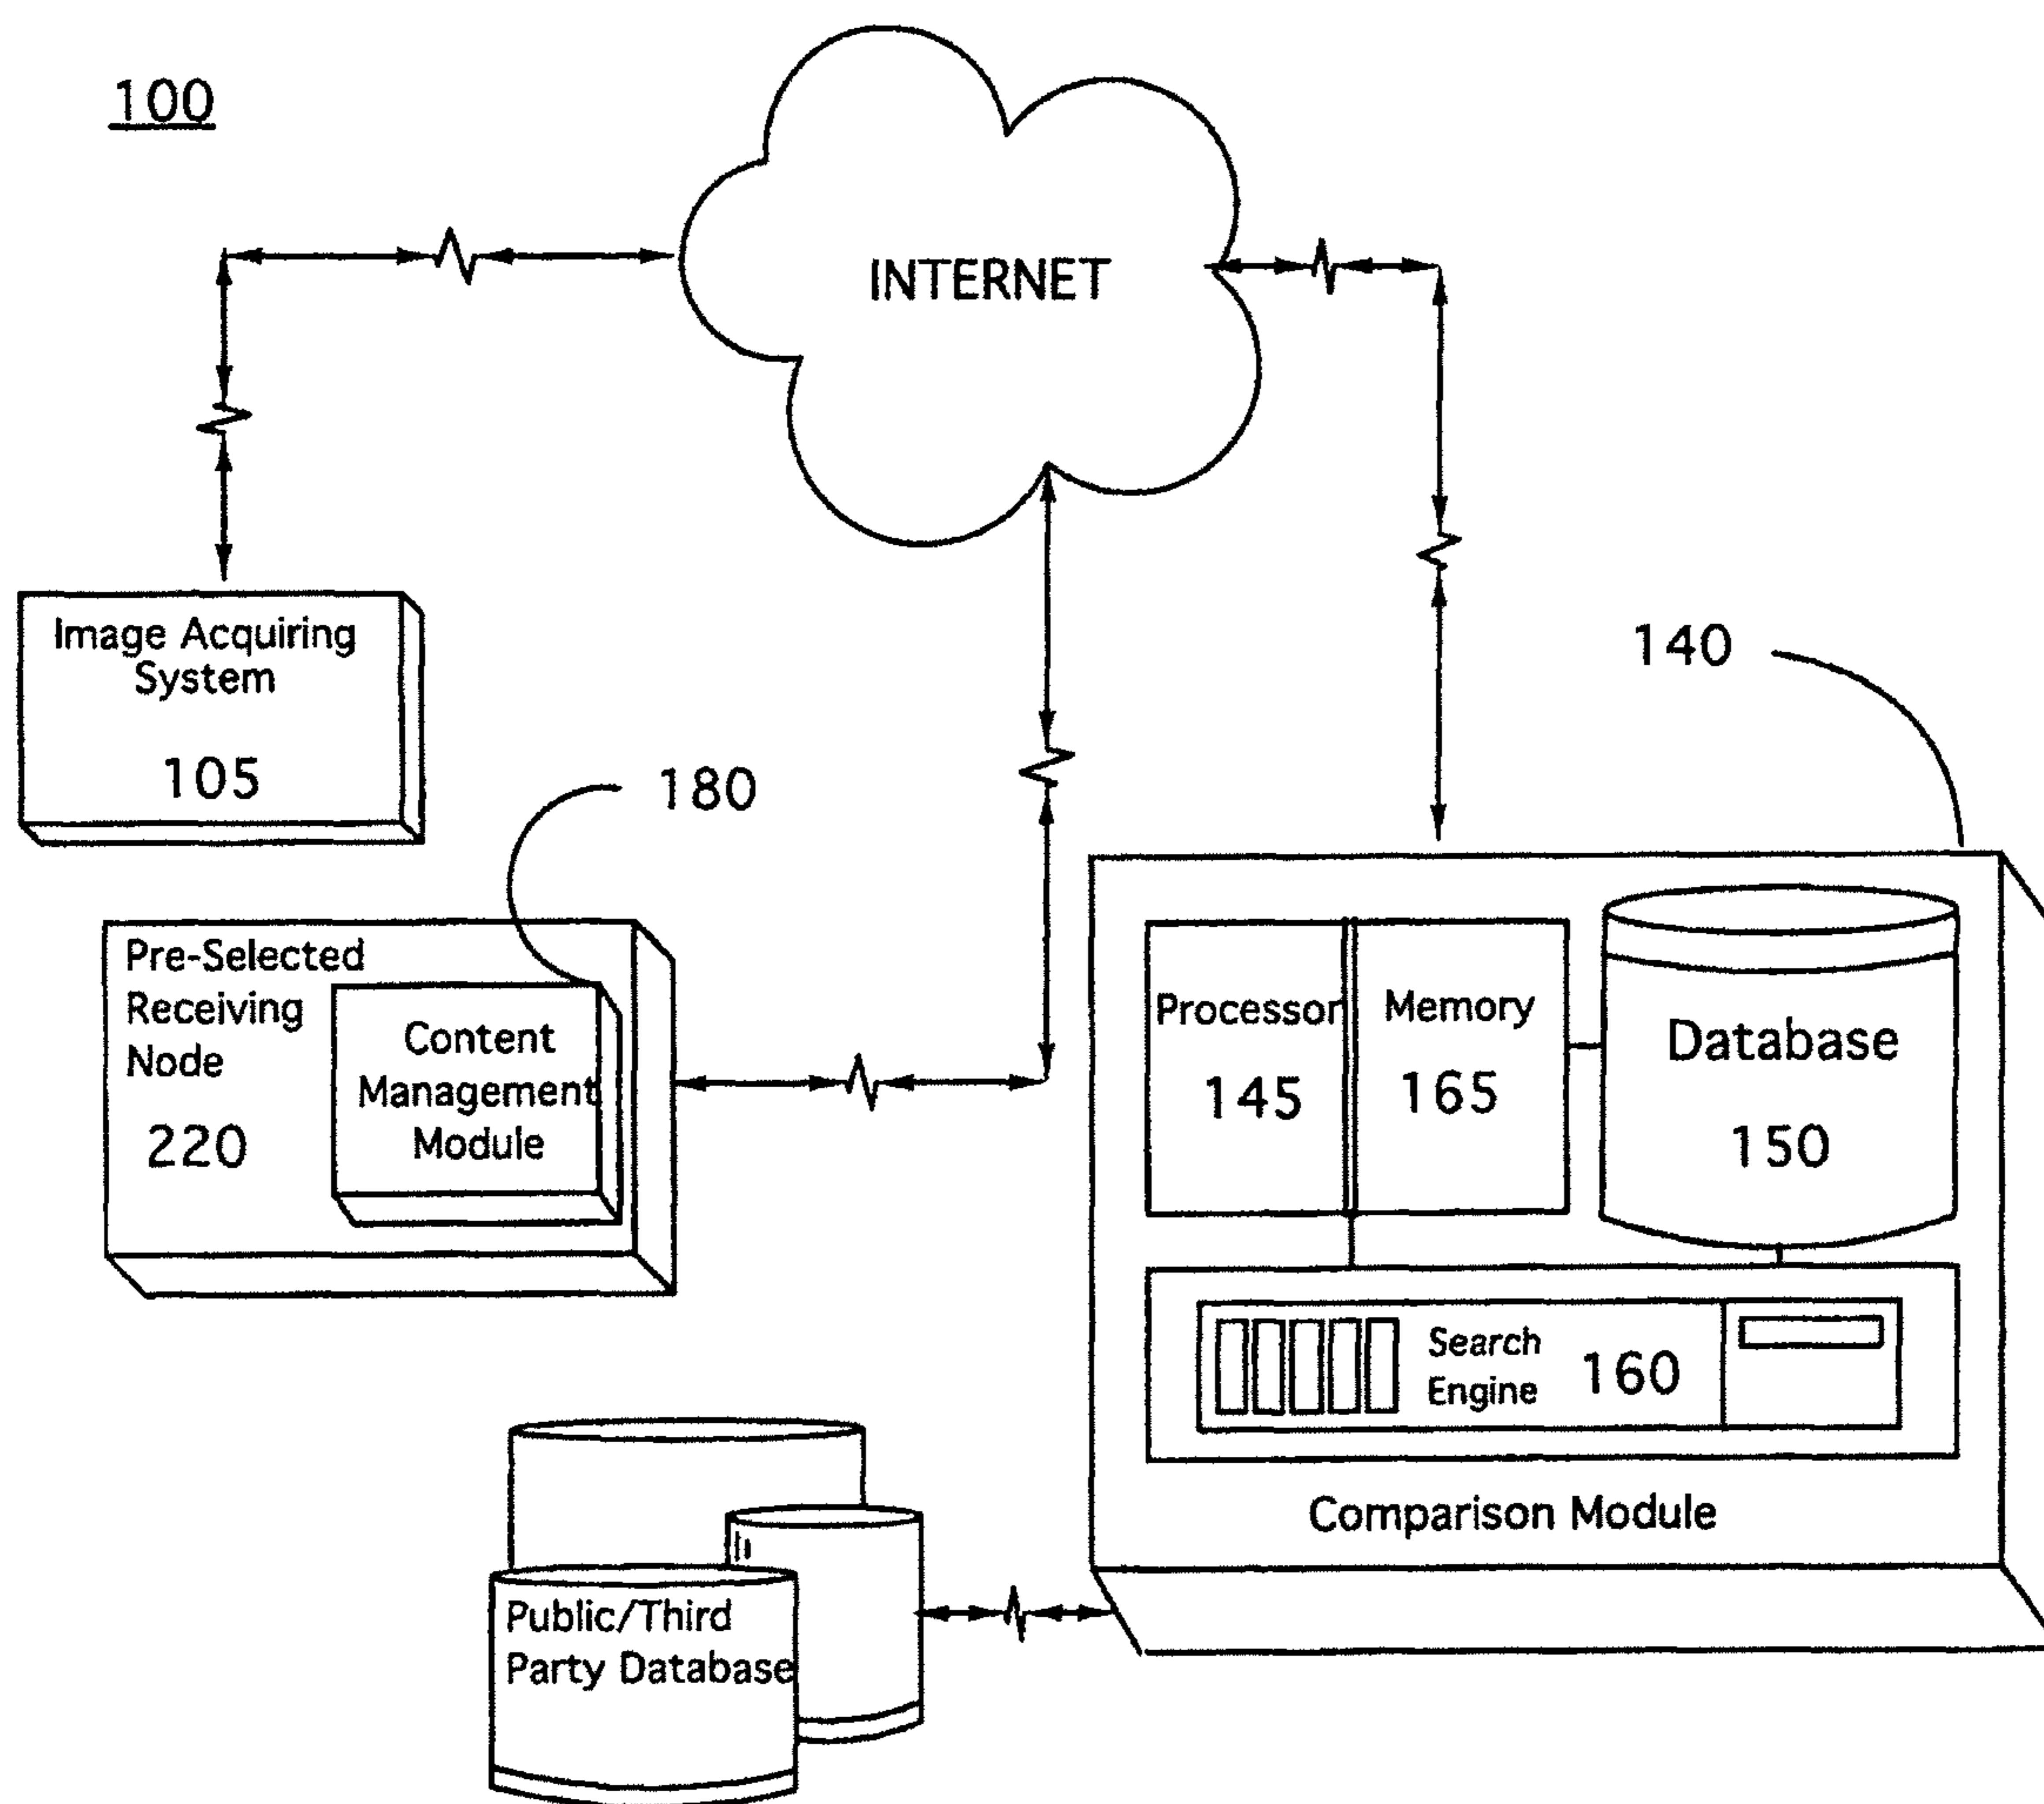 100
INTERNET
Image Acquiring
System
105
140
180
Pre-Selected
Receiving
Node
220
Content
Management
Module
Processor
145
Memory
165
Database
150
Search
Engine
160
Comparison Module
Public/Third
Party Database